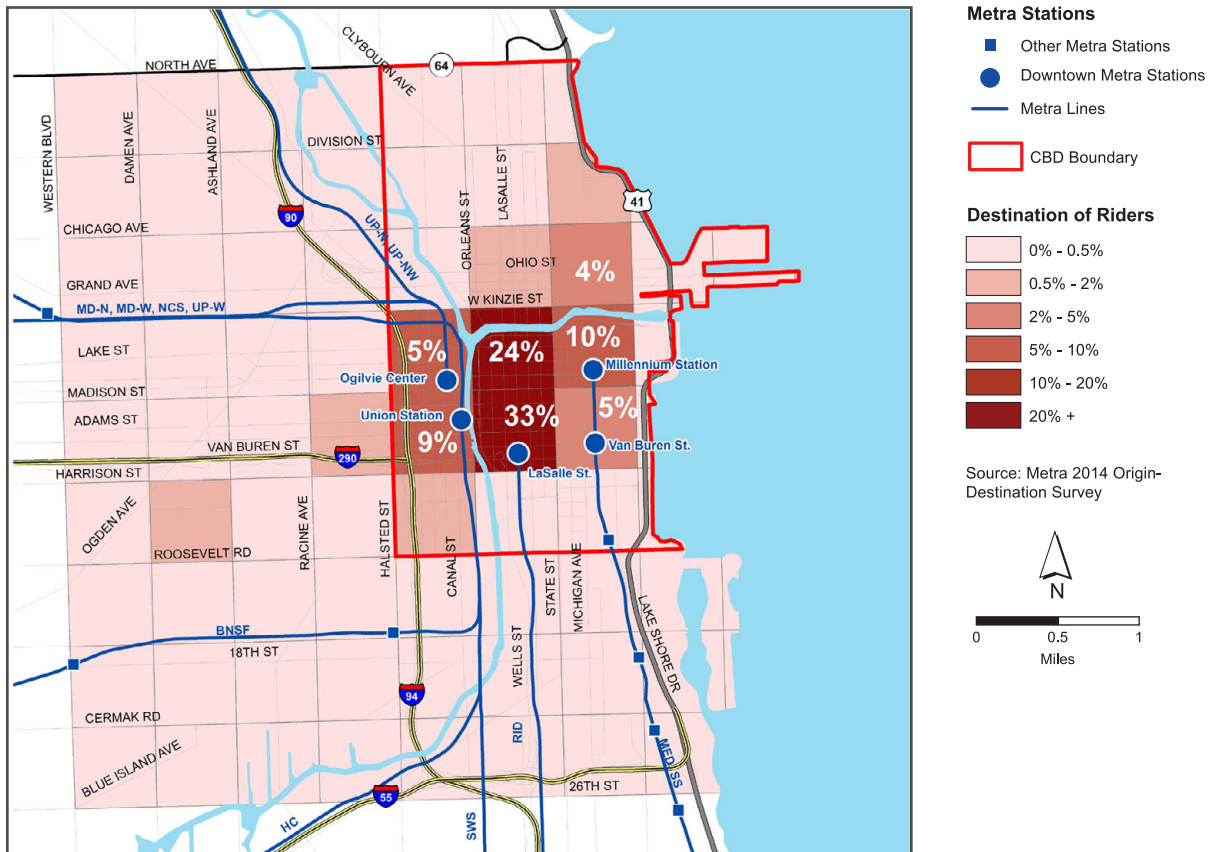 NORTH AVE
64
CLYBOURN AVE
WESTERN BLVD
DAMEN AVE
ASHLAND AVE
DIVISION ST
ORLEANS ST
LASALLE ST
41
90
CHICAGO AVE
UP-N, UP-NW
OHIO ST
4%
GRAND AVE
W KINZIE ST
MD-N, MD-W, NCS, UP-W
LAKE ST
5%
24%
10%
Ogilvie Center
Millennium Station
MADISON ST
ADAMS ST
Union Station
33%
5%
VAN BUREN ST
9%
Van Buren St.
290
HARRISON ST
LaSalle St.
OGDEN AVE
RACINE AVE
HALSTED ST
CANAL ST
STATE ST
MICHIGAN AVE
ROOSEVELT RD
LAKE SHORE DR
BNSF
18TH ST
WELLS ST
94
CERMAK RD
RID
MED, SS
BLUE ISLAND AVE
26TH ST
55
HC
SWS
Metra Stations
Other Metra Stations
Downtown Metra Stations
Metra Lines
CBD Boundary
Destination of Riders
0% - 0.5%
0.5% - 2%
2% - 5%
5% - 10%
10% - 20%
20% +
Source: Metra 2014 Origin-
Destination Survey
N
0 0.5 1
Miles